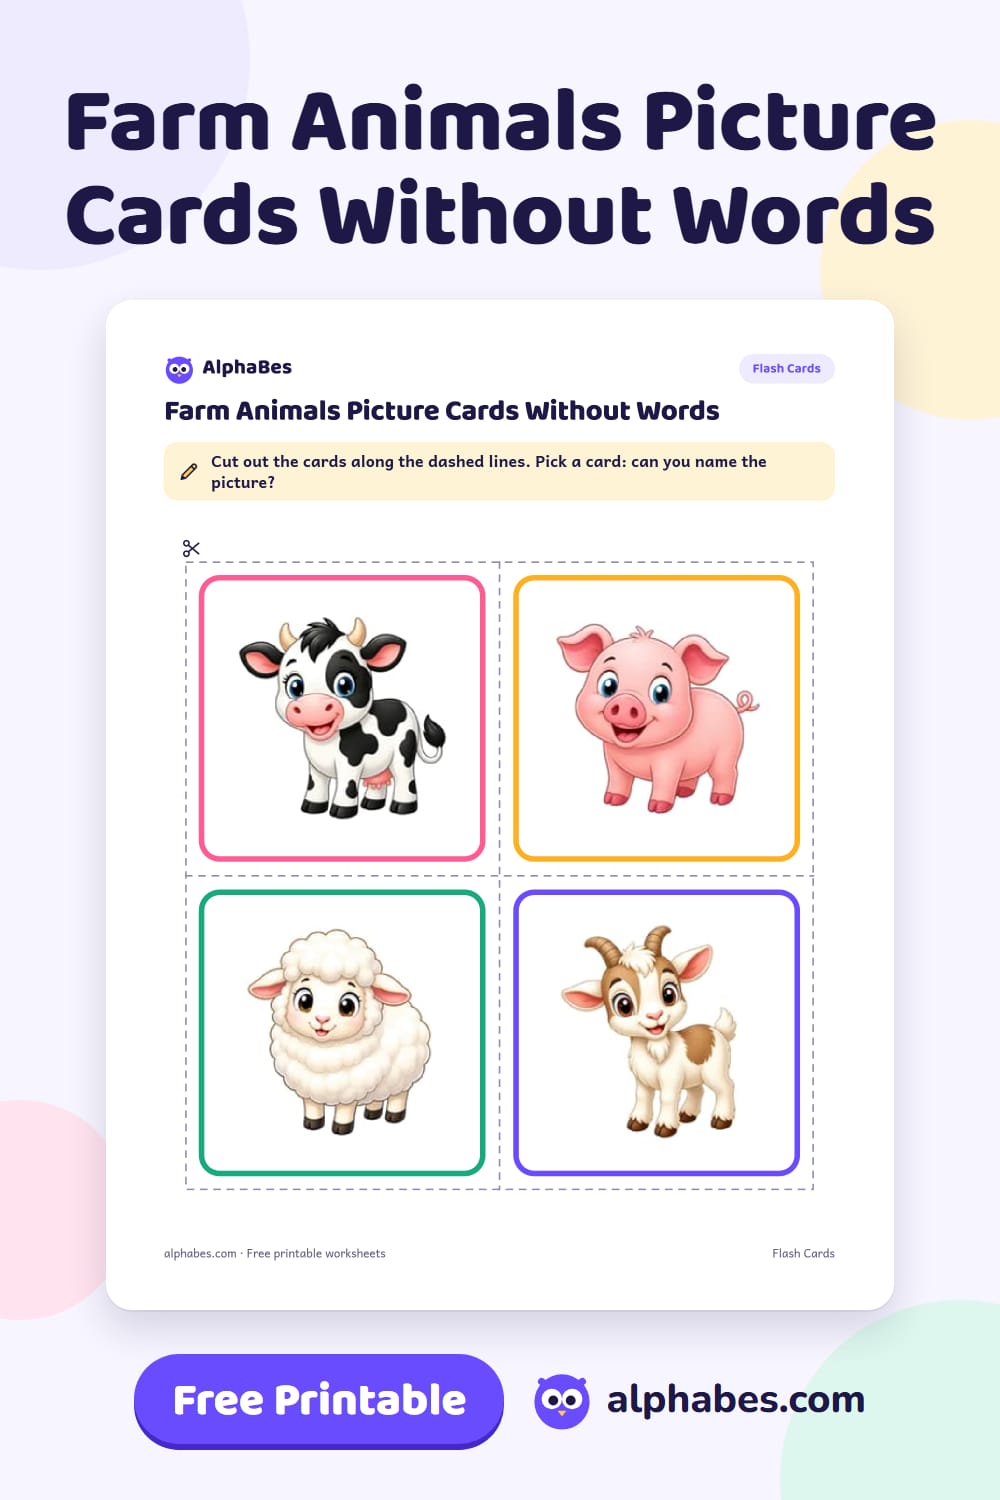 Farm Animals Picture
Cards Without Words
AlphaBes
Flash Cards
Farm Animals Picture Cards Without Words
Cut out the cards along the dashed lines. Pick a card: can you name the
picture?
alphabes.com · Free printable worksheets
Flash Cards
Free Printable
alphabes.com